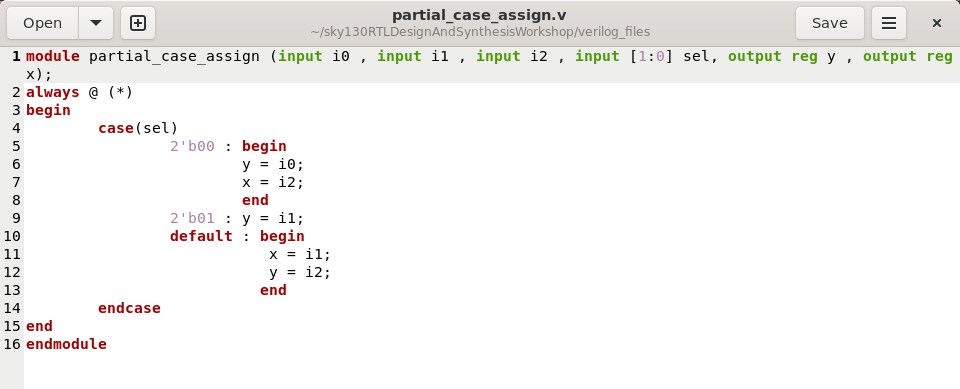 Open
partial_case_assign.v
~/sky130RTLDesignAndSynthesisWorkshop/verilog_files
Save
1 module partial_case_assign (input i0 , input i1 , input i2 , input [1:0] sel, output reg y , output reg
x);
2 always @ (*)
3 begin
4         case(sel)
5                 2'b00 : begin
6                         y = i0;
7                         x = i2;
8                         end
9                 2'b01 : y = i1;
10                 default : begin
11                            x = i1;
12                            y = i2;
13                           end
14         endcase
15 end
16 endmodule